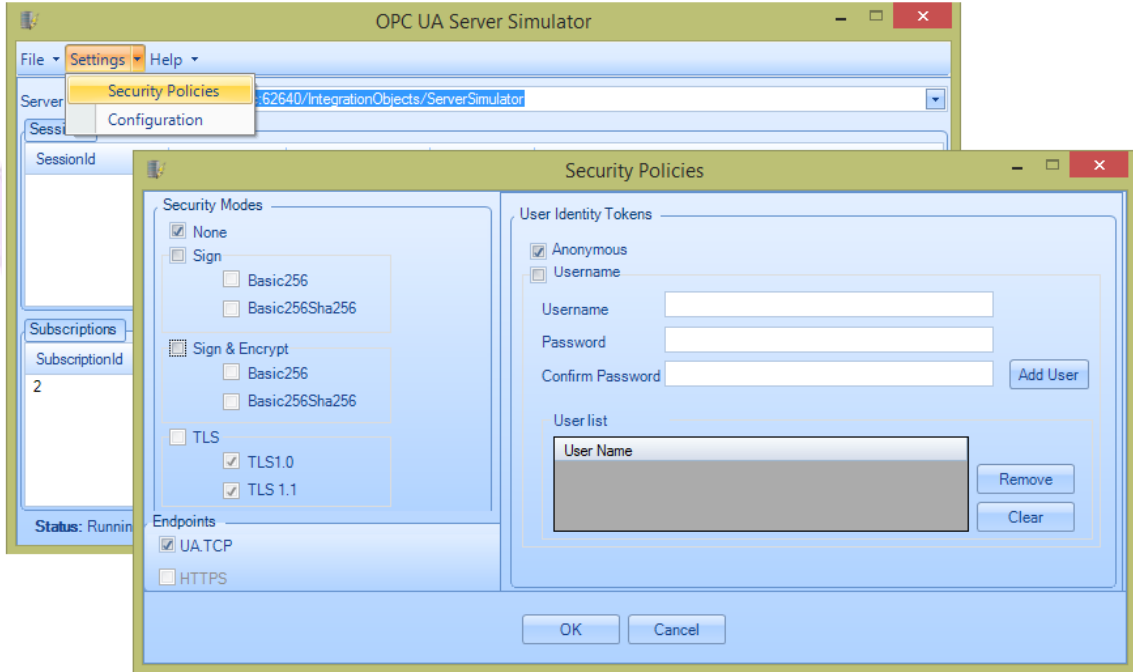 OPC UA Server Simulator
File Settings Help
Security Policies
Configuration
Server :62640/IntegrationObjects/ServerSimulator
SessionId
Subscriptions
SubscriptionId
2
Status:
Security Policies
Security Modes
None
Sign
Basic256
Basic256Sha256
Sign & Encrypt
Basic256
Basic256Sha256
TLS
TLS1.0
TLS 1.1
Endpoints
UA.TCP
HTTPS
User Identity Tokens
Anonymous
Username
Username
Password
Confirm Password
Add User
User list
User Name
Remove
Clear
OK Cancel